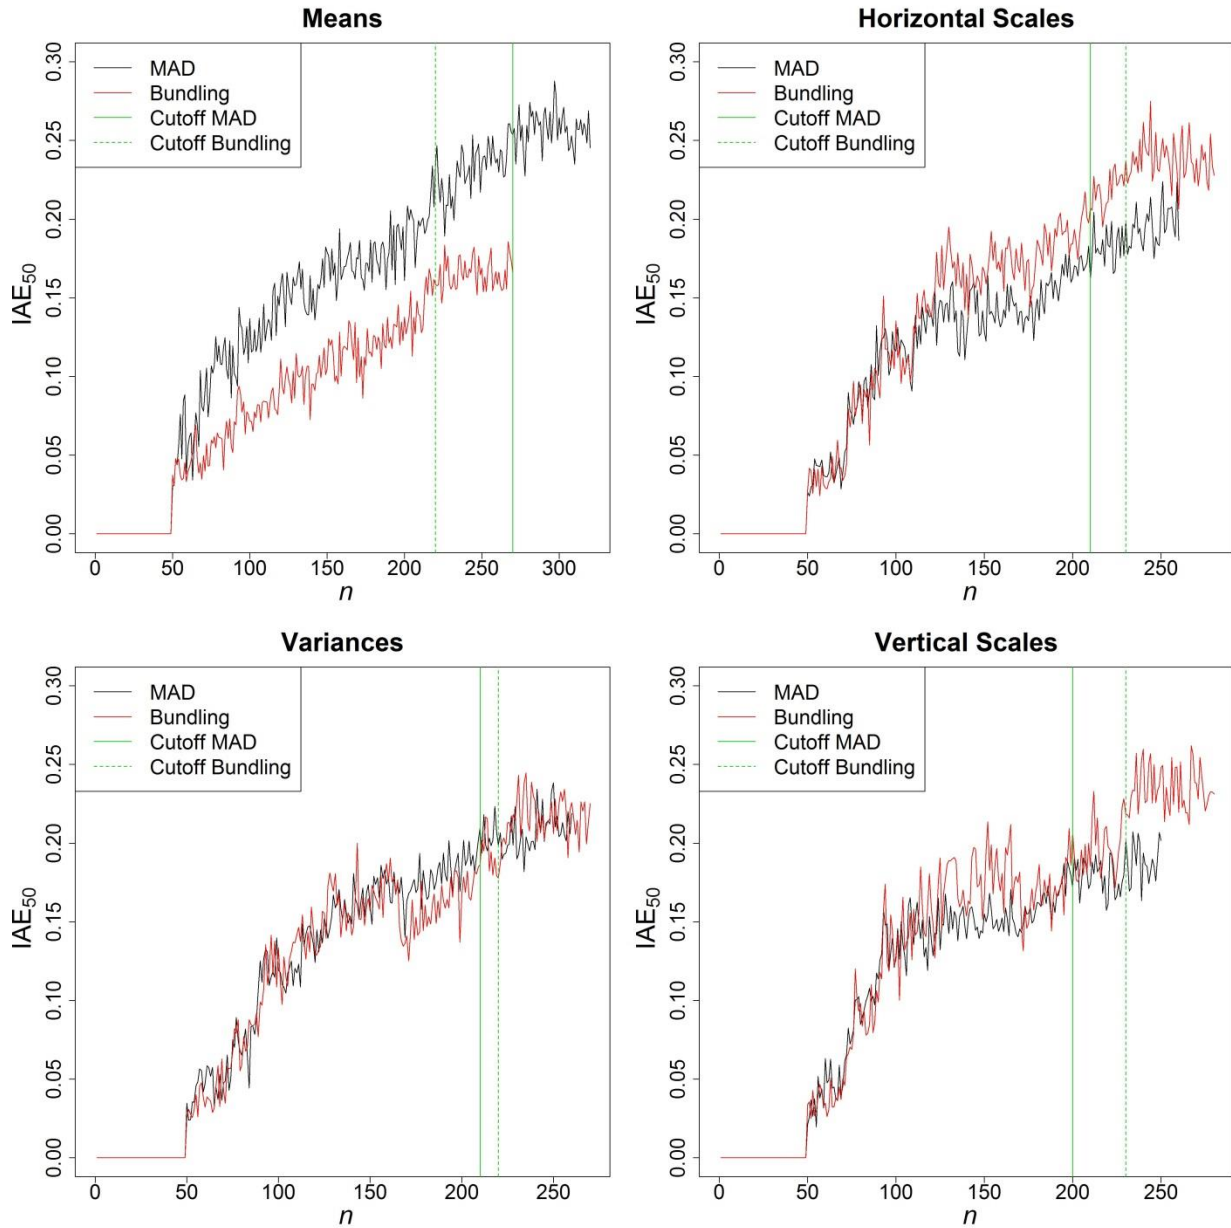 Means
IAE50
0.30
0.25
0.20
0.15
0.10
0.05
0.00
MAD
Bundling
Cutoff MAD
Cutoff Bundling
0 50 100 150 200 250 300
n
Horizontal Scales
IAE50
0.30
0.25
0.20
0.15
0.10
0.05
0.00
MAD
Bundling
Cutoff MAD
Cutoff Bundling
0 50 100 150 200 250
n
Variances
IAE50
0.30
0.25
0.20
0.15
0.10
0.05
0.00
MAD
Bundling
Cutoff MAD
Cutoff Bundling
0 50 100 150 200 250
n
Vertical Scales
IAE50
0.30
0.25
0.20
0.15
0.10
0.05
0.00
MAD
Bundling
Cutoff MAD
Cutoff Bundling
0 50 100 150 200 250
n